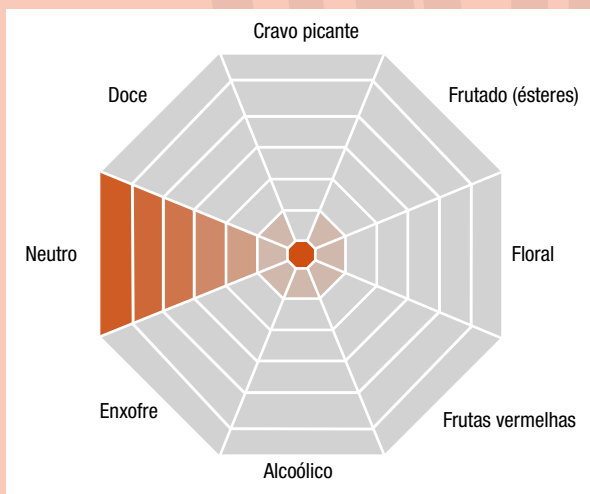 Cravo picante
Doce
Frutado (ésteres)
Neutro
Floral
Enxofre
Frutas vermelhas
Alcoólico